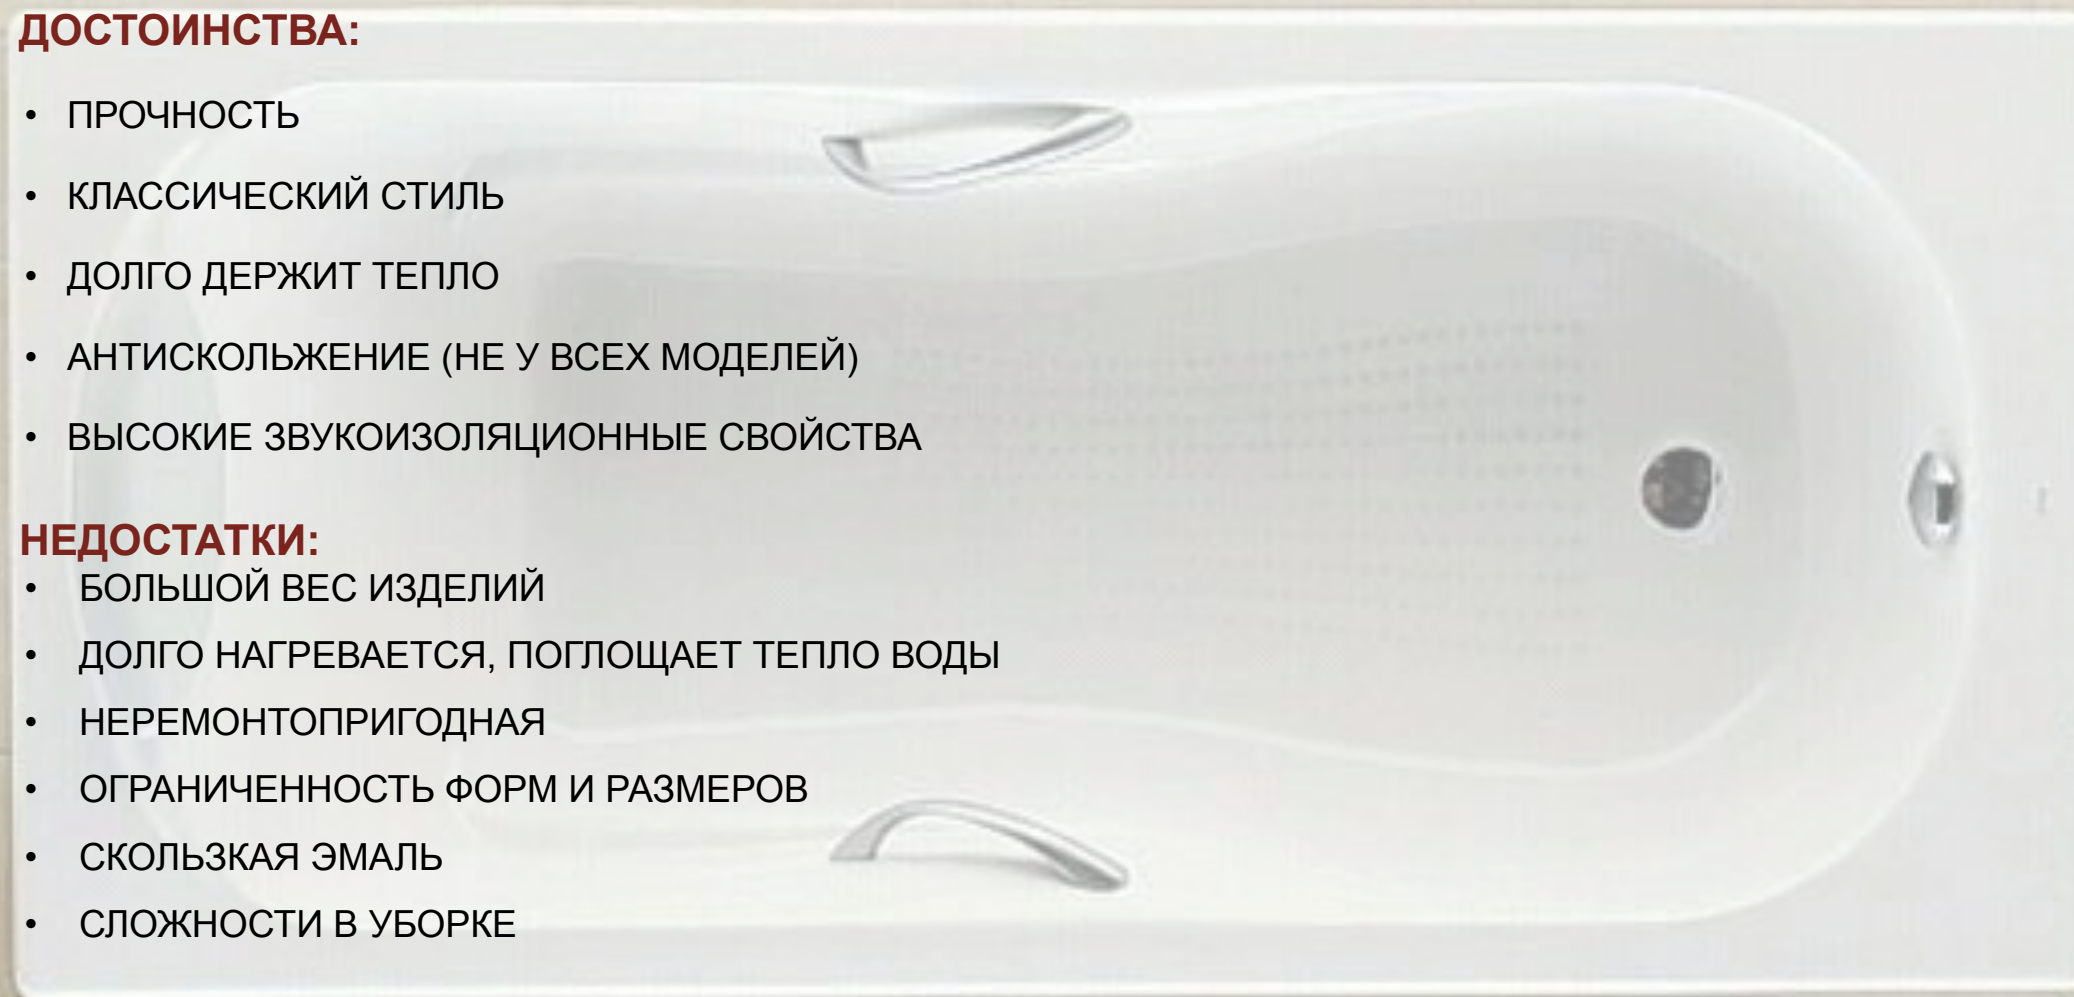 ДОСТОИНСТВА:
• ПРОЧНОСТЬ
• КЛАССИЧЕСКИЙ СТИЛЬ
• ДОЛГО ДЕРЖИТ ТЕПЛО
• АНТИСКОЛЬЖЕНИЕ (НЕ У ВСЕХ МОДЕЛЕЙ)
• ВЫСОКИЕ ЗВУКОИЗОЛЯЦИОННЫЕ СВОЙСТВА
НЕДОСТАТКИ:
• БОЛЬШОЙ ВЕС ИЗДЕЛИЙ
• ДОЛГО НАГРЕВАЕТСЯ, ПОГЛОЩАЕТ ТЕПЛО ВОДЫ
• НЕРЕМОНТОПРИГОДНАЯ
• ОГРАНИЧЕННОСТЬ ФОРМ И РАЗМЕРОВ
• СКОЛЬЗКАЯ ЭМАЛЬ
• СЛОЖНОСТИ В УБОРКЕ